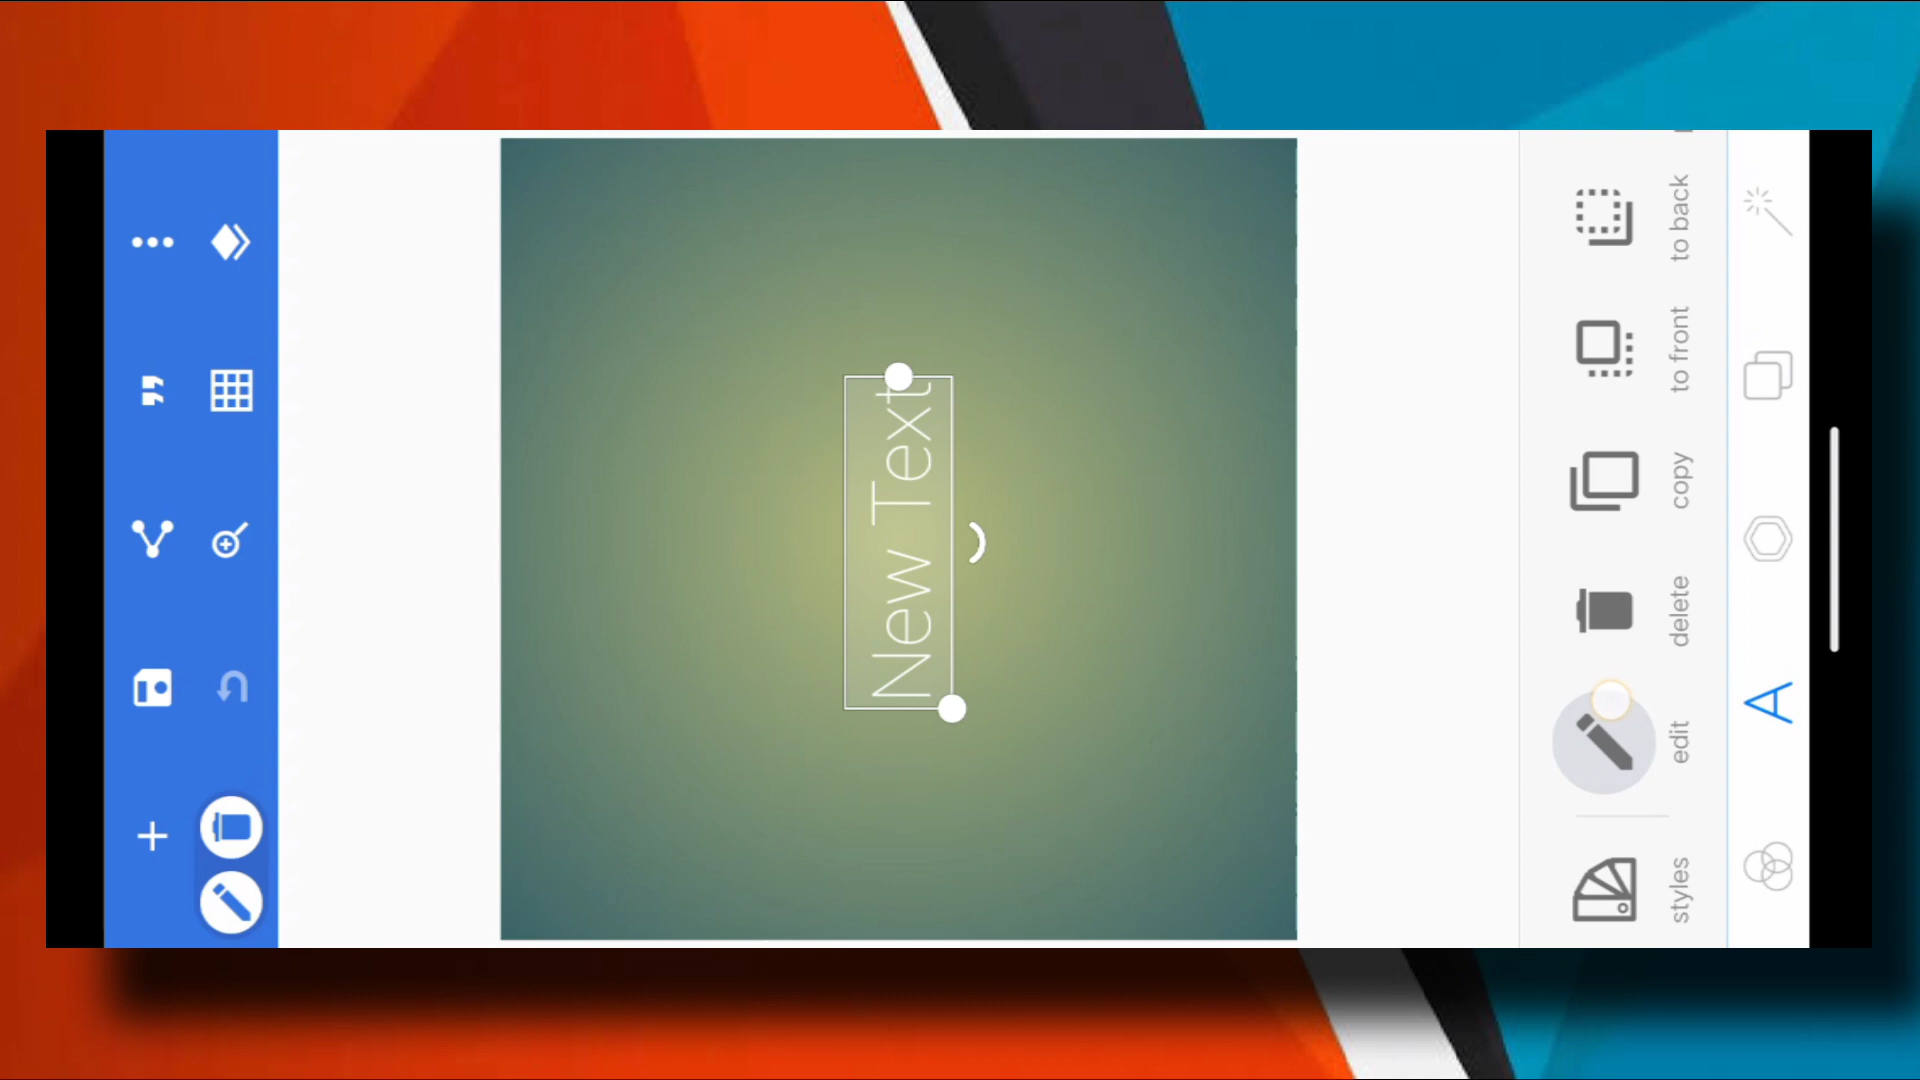 New Text
styles
edit
delete
copy
to front
to back